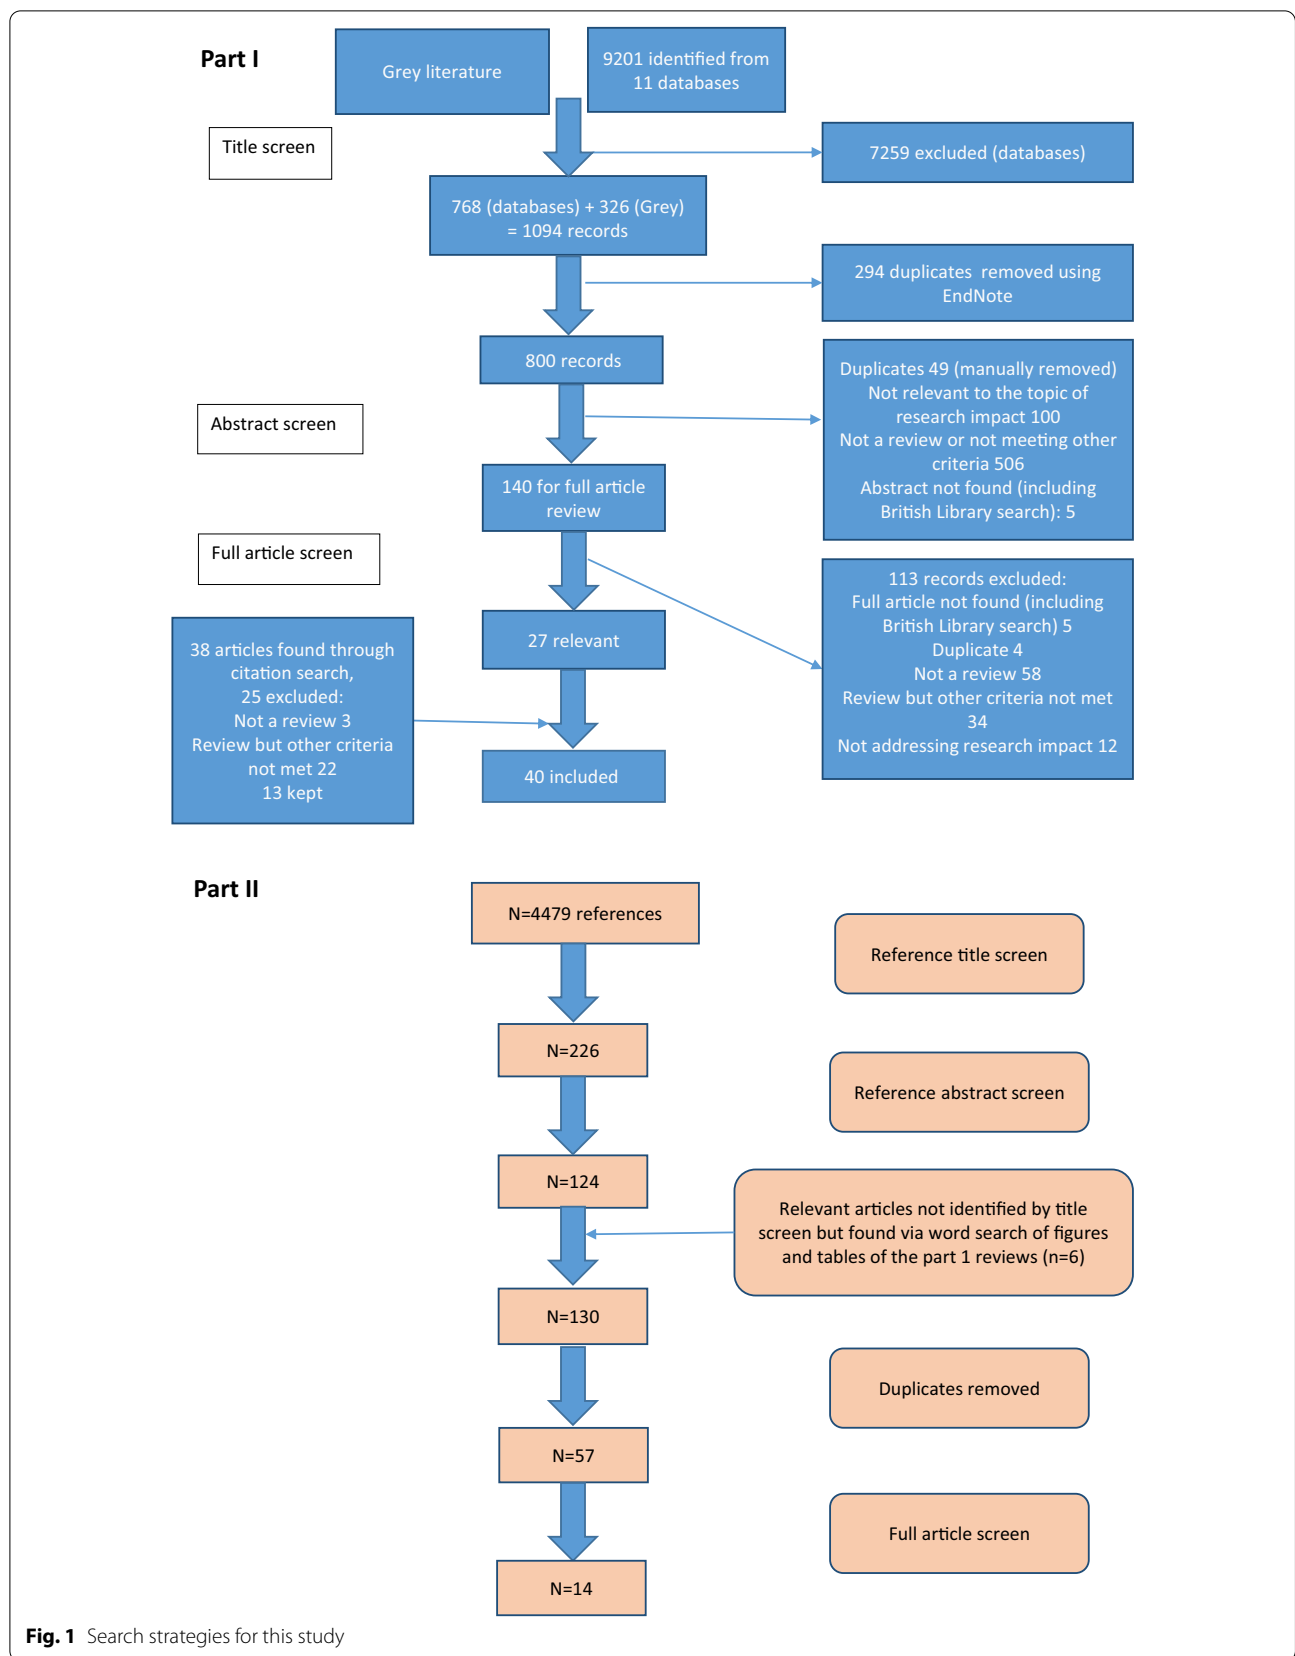 Part I
Grey literature
9201 identified from
11 databases
Title screen
7259 excluded (databases)
768 (databases) + 326 (Grey)
= 1094 records
294 duplicates removed using
EndNote
800 records
Duplicates 49 (manually removed)
Not relevant to the topic of
research impact 100
Not a review or not meeting other
criteria 506
Abstract not found (including
British Library search): 5
Abstract screen
140 for full article
review
Full article screen
113 records excluded:
Full article not found (including
British Library search) 5
Duplicate 4
Not a review 58
Review but other criteria not met
34
Not addressing research impact 12
27 relevant
38 articles found through
citation search,
25 excluded:
Not a review 3
Review but other criteria
not met 22
13 kept
40 included
Part II
N=4479 references
Reference title screen
N=226
Reference abstract screen
N=124
Relevant articles not identified by title
screen but found via word search of figures
and tables of the part 1 reviews (n=6)
N=130
Duplicates removed
N=57
Full article screen
N=14
Fig. 1 Search strategies for this study